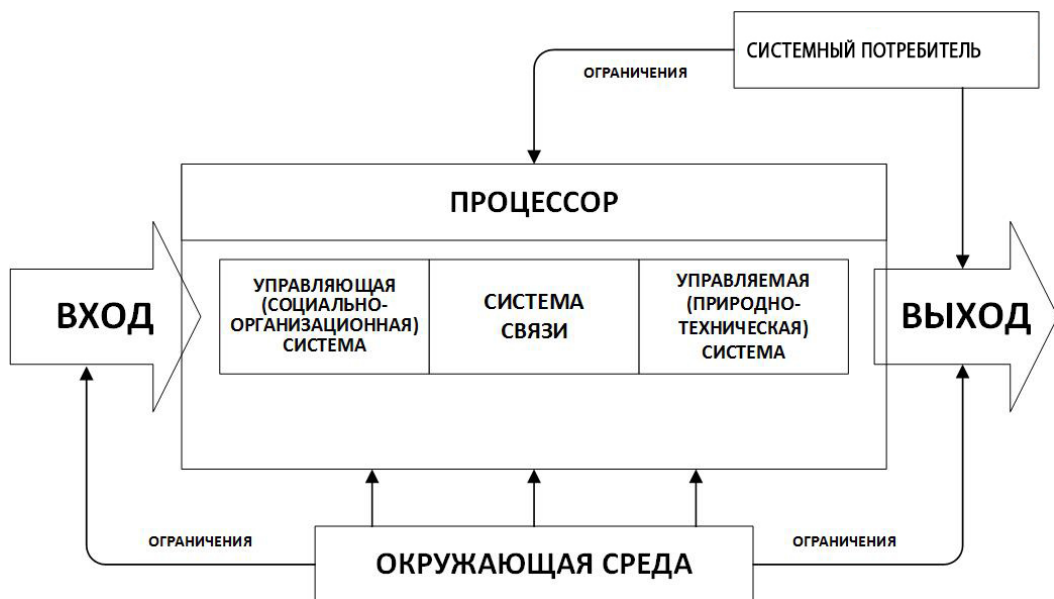 СИСТЕМНЫЙ ПОТРЕБИТЕЛЬ
ОГРАНИЧЕНИЯ
ПРОЦЕССОР
ВХОД
УПРАВЛЯЮЩАЯ
(СОЦИАЛЬНО-
ОРГАНИЗАЦИОННАЯ)
СИСТЕМА
СИСТЕМА
СВЯЗИ
УПРАВЛЯЕМАЯ
(ПРИРОДНО-
ТЕХНИЧЕСКАЯ)
СИСТЕМА
ВЫХОД
ОГРАНИЧЕНИЯ
ОГРАНИЧЕНИЯ
ОКРУЖАЮЩАЯ СРЕДА